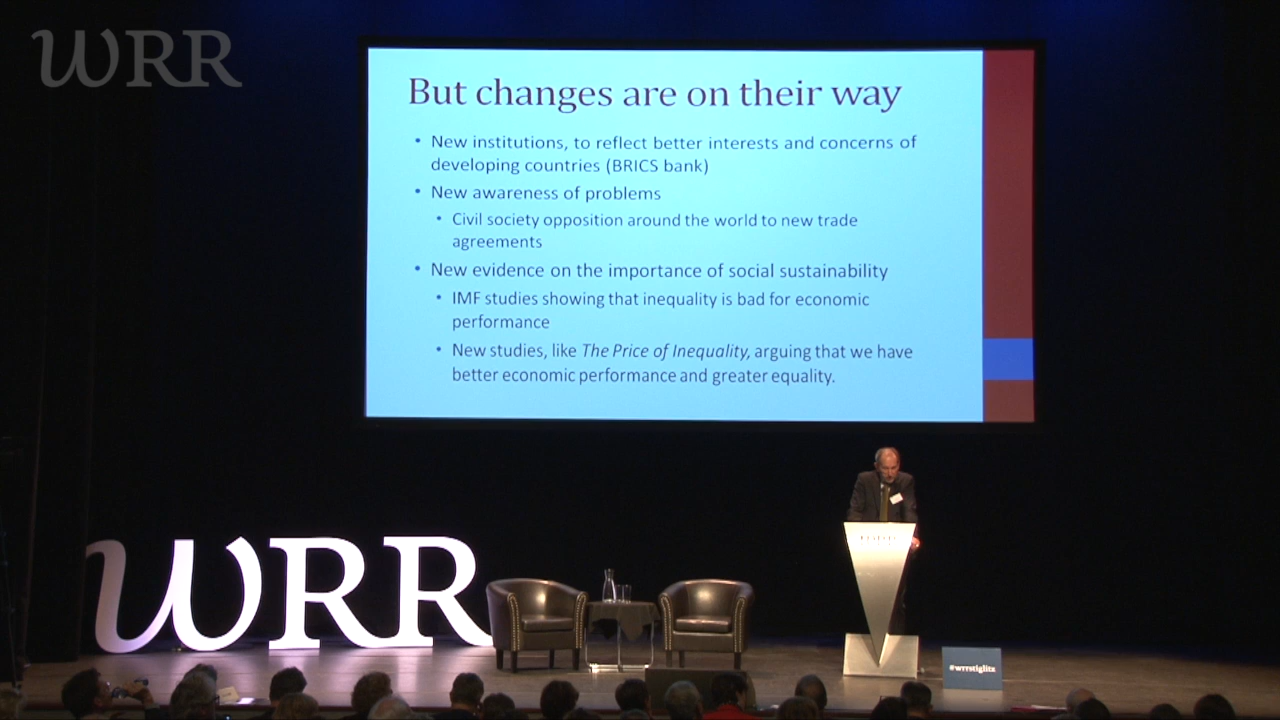 WRR
But changes are on their way
• New institutions, to reflect better interests and concerns of
developing countries (BRICS bank)
• New awareness of problems
• Civil society opposition around the world to new trade
agreements
• New evidence on the importance of social sustainability
• IMF studies showing that inequality is bad for economic
performance
• New studies, like The Price of Inequality, arguing that we have
better economic performance and greater equality.
WRR
#wrrstiglitz